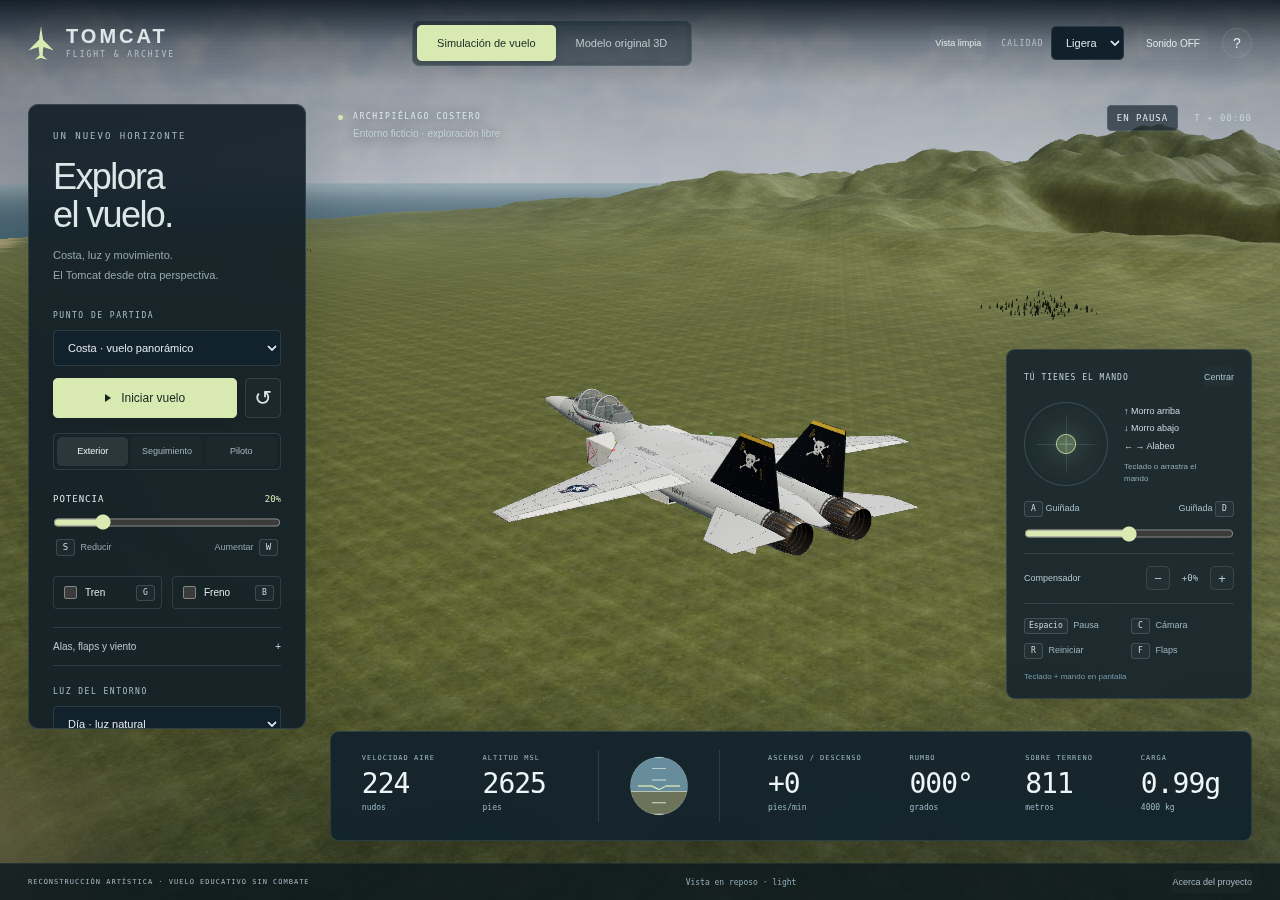 TOMCAT
FLIGHT & ARCHIVE
Simulación de vuelo
Modelo original 3D
Vista limpia
CALIDAD
Ligera
Sonido OFF
?
UN NUEVO HORIZONTE
Explora
el vuelo.
Costa, luz y movimiento.
El Tomcat desde otra perspectiva.
PUNTO DE PARTIDA
Costa · vuelo panorámico
Iniciar vuelo
↺
Exterior
Seguimiento
Piloto
POTENCIA
20%
S Reducir
Aumentar W
Tren G
Freno B
Alas, flaps y viento
+
LUZ DEL ENTORNO
Día · luz natural
ARCHIPIÉLAGO COSTERO
Entorno ficticio · exploración libre
EN PAUSA
T + 00:00
TÚ TIENES EL MANDO
Centrar
↑ Morro arriba
↓ Morro abajo
← → Alabeo
Teclado o arrastra el
mando
A Guiñada
Guiñada D
Compensador
−
+0%
+
Espacio Pausa
C Cámara
R Reiniciar
F Flaps
Teclado + mando en pantalla
VELOCIDAD AIRE
224
nudos
ALTITUD MSL
2625
pies
ASCENSO / DESCENSO
+0
pies/min
RUMBO
000°
grados
SOBRE TERRENO
811
metros
CARGA
0.99g
4000 kg
RECONSTRUCCIÓN ARTÍSTICA · VUELO EDUCATIVO SIN COMBATE
Vista en reposo · light
Acerca del proyecto